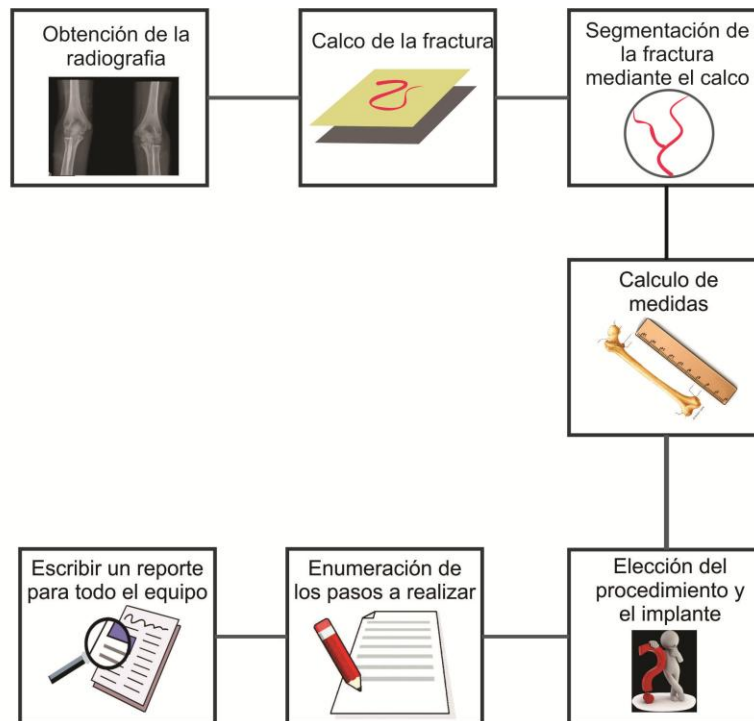 Obtención de la
radiografia
Calco de la fractura
Segmentación de
la fractura
mediante el calco
Calculo de
medidas
Elección del
procedimiento y
el implante
Enumeración de
los pasos a realizar
Escribir un reporte
para todo el equipo